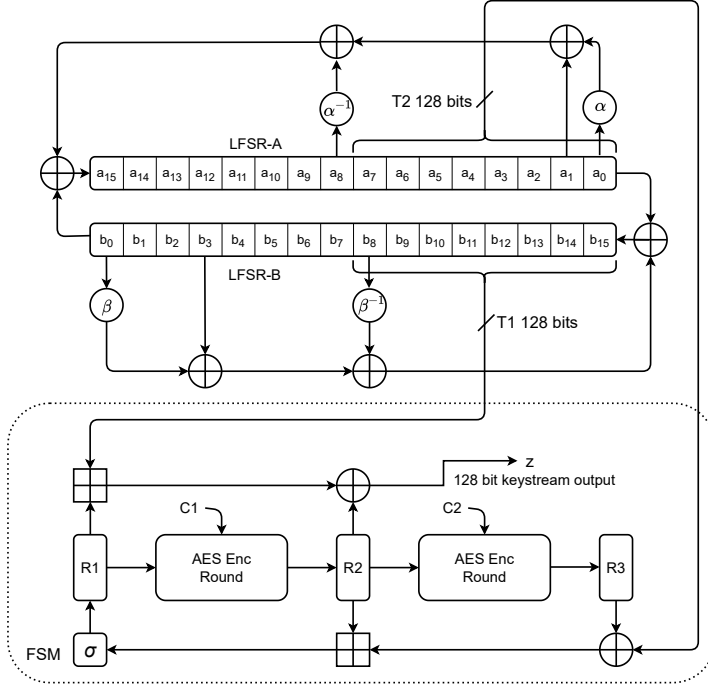 α⁻¹
T2 128 bits
α
LFSR-A
a₁₅ a₁₄ a₁₃ a₁₂ a₁₁ a₁₀ a₉ a₈ a₇ a₆ a₅ a₄ a₃ a₂ a₁ a₀
b₀ b₁ b₂ b₃ b₄ b₅ b₆ b₇ b₈ b₉ b₁₀ b₁₁ b₁₂ b₁₃ b₁₄ b₁₅
LFSR-B
β
β⁻¹
T1 128 bits
z
128 bit keystream output
C1
C2
R1
AES Enc
Round
R2
AES Enc
Round
R3
FSM
σ